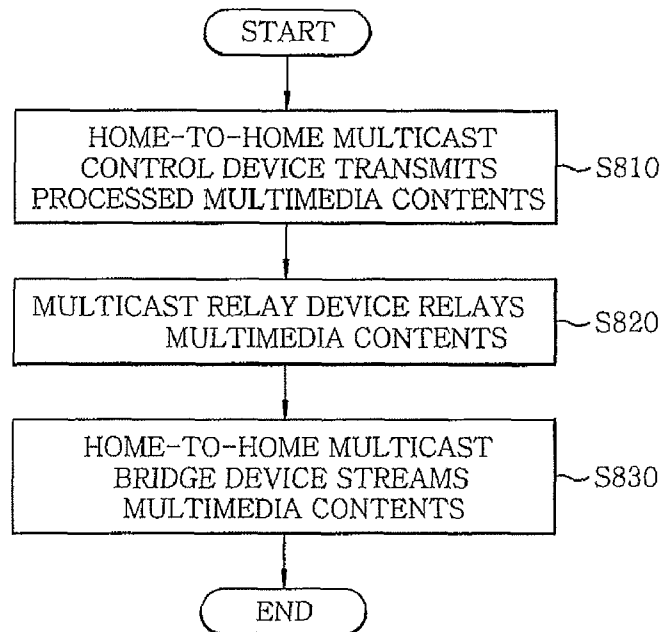 START
HOME-TO-HOME MULTICAST
CONTROL DEVICE TRANSMITS
PROCESSED MULTIMEDIA CONTENTS
S810
MULTICAST RELAY DEVICE RELAYS
MULTIMEDIA CONTENTS
S820
HOME-TO-HOME MULTICAST
BRIDGE DEVICE STREAMS
MULTIMEDIA CONTENTS
S830
END